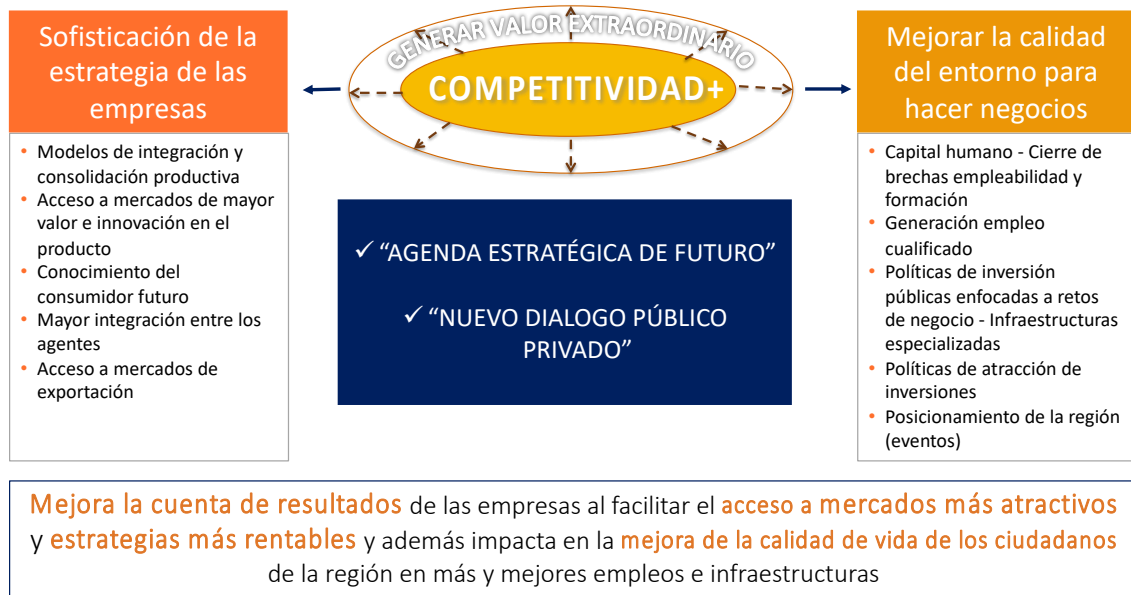 Sofisticación de la
estrategia de las
empresas
• Modelos de integración y
consolidación productiva
• Acceso a mercados de mayor
valor e innovación en el
producto
• Conocimiento del
consumidor futuro
• Mayor integración entre los
agentes
• Acceso a mercados de
exportación
GENERAR VALOR EXTRAORDINARIO
COMPETITIVIDAD+
✓ “AGENDA ESTRATÉGICA DE FUTURO”
✓ “NUEVO DIALOGO PÚBLICO
PRIVADO”
Mejorar la calidad
del entorno para
hacer negocios
• Capital humano - Cierre de
brechas empleabilidad y
formación
• Generación empleo
cualificado
• Políticas de inversión
públicas enfocadas a retos
de negocio - Infraestructuras
especializadas
• Políticas de atracción de
inversiones
• Posicionamiento de la región
(eventos)
Mejora la cuenta de resultados de las empresas al facilitar el acceso a mercados más atractivos
y estrategias más rentables y además impacta en la mejora de la calidad de vida de los ciudadanos
de la región en más y mejores empleos e infraestructuras